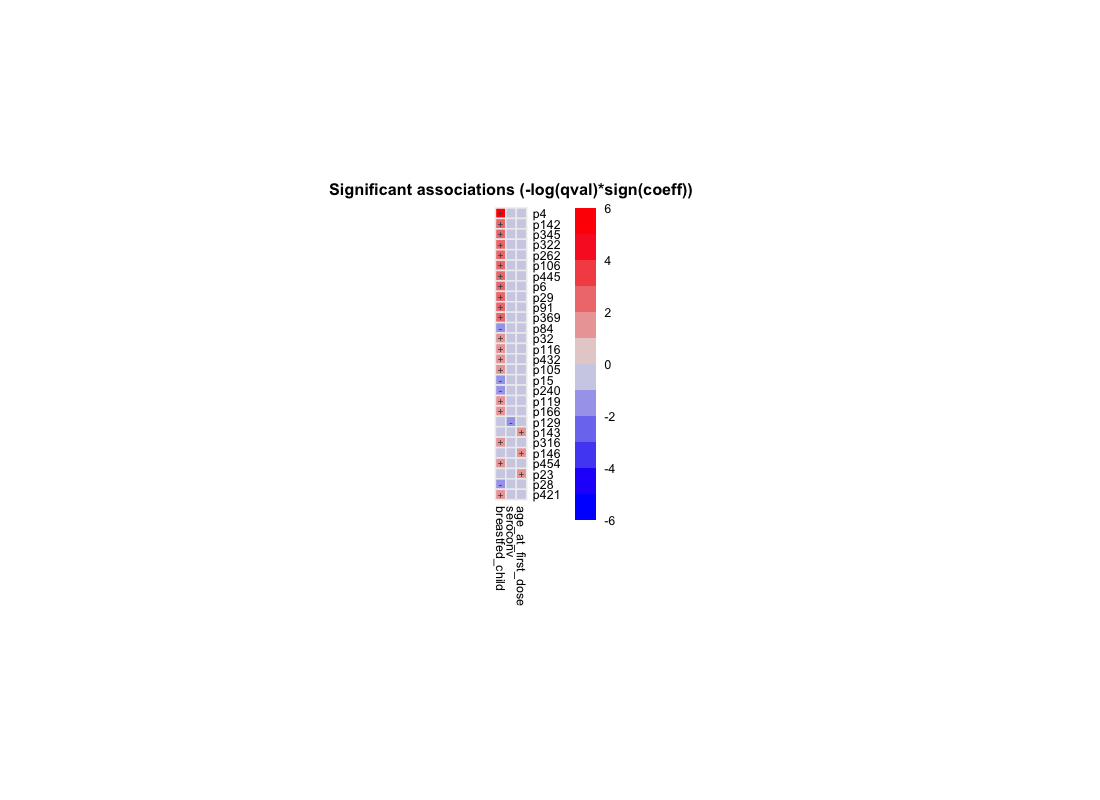 Significant associations (-log(qval)*sign(coeff))
+ p4 6
+ p142
+ p345
+ p322
+ p262 4
+ p106
+ p445
+ p6
+ p29
+ p91 2
+ p369
- p84
+ p32
+ p116
+ p432 0
+ p105
- p15
- p240
+ p119
+ p166 -2
- p129
+ p143
+ p316
+ p146
+ p454 -4
+ p23
- p28
+ p421
-6
breastfed_child
seroconv
age_at_first_dose